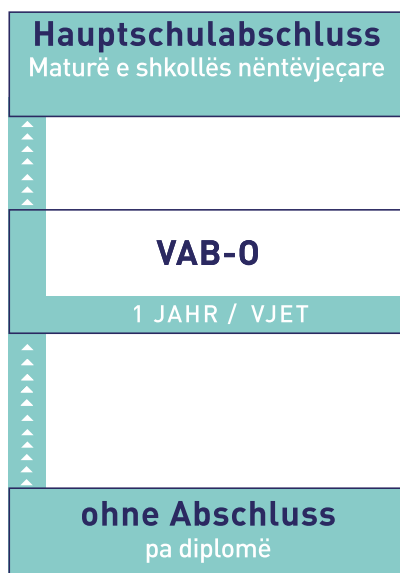 Hauptschulabschluss
Maturë e shkollës nëntëvjeçare
VAB-O
1 JAHR / VJET
ohne Abschluss
pa diplomë